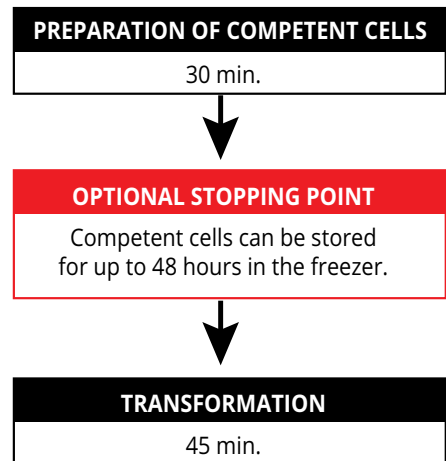 PREPARATION OF COMPETENT CELLS
30 min.
OPTIONAL STOPPING POINT
Competent cells can be stored
for up to 48 hours in the freezer.
TRANSFORMATION
45 min.